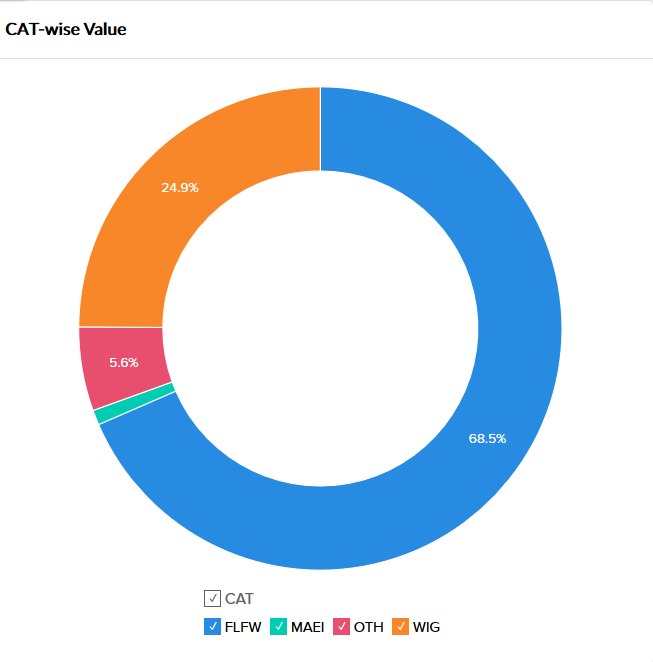 CAT-wise Value
24.9%
5.6%
68.5%
CAT
FLFW MAEI OTH WIG